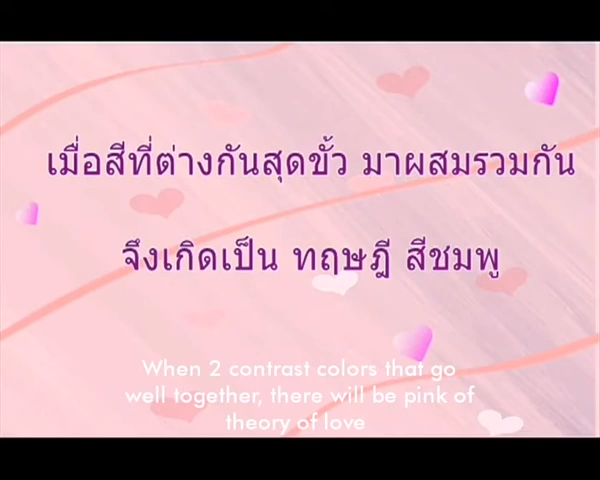 เมื่อสีที่ต่างกันสุดขั้ว มาผสมรวมกัน
จึงเกิดเป็น ทฤษฎี สีชมพู
When 2 contrast colors that go
well together, there will be pink of
theory of love